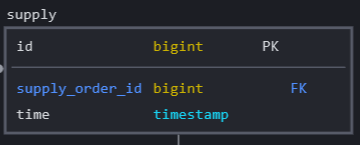 supply
id bigint PK
supply_order_id bigint FK
time timestamp